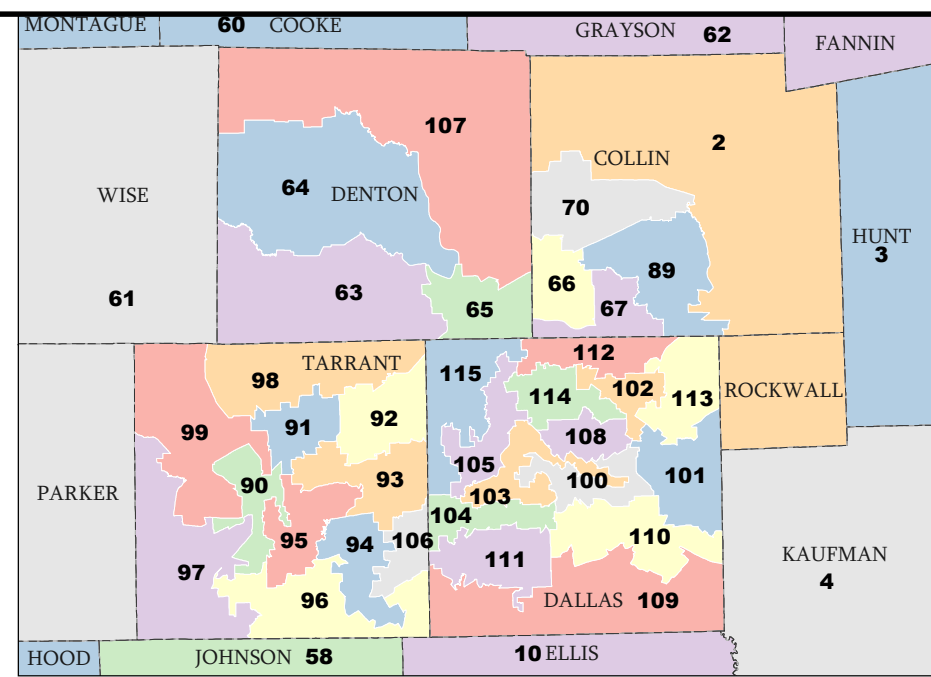 MONTAGUE 60 COOKE GRAYSON 62 FANNIN
107
2
COLLIN
WISE 64 DENTON
70
HUNT
3
89
66
63
61
65 67
TARRANT 112
98 115
102 ROCKWALL
114 113
92
91
99 108
105 101
93 100
90
PARKER 103
104
95 94 106 110
KAUFMAN
111
97 4
96 DALLAS 109
HOOD JOHNSON 58 10 ELLIS